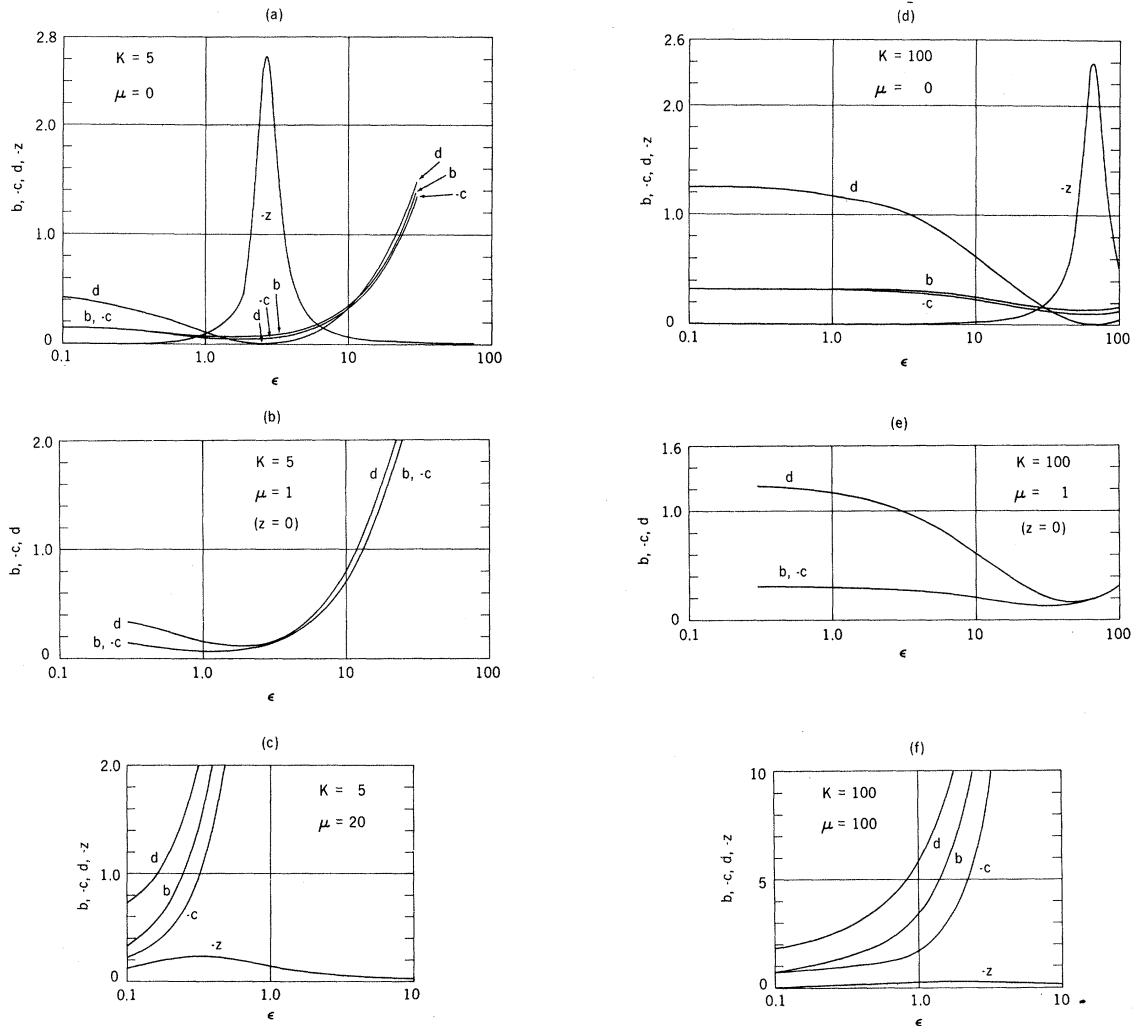 (a)
2.8
2.0
1.0
0
b, -c, d, -z
K = 5
μ = 0
d
b
-c
-z
d
b, -c
b
-c
d
0.1
1.0
10
100
ϵ
(b)
2.0
1.0
0
b, -c, d
K = 5
μ = 1
(z = 0)
d
b, -c
d
b, -c
0.1
1.0
10
100
ϵ
(c)
2.0
1.0
0
b, -c, d, -z
K = 5
μ = 20
d
b
-c
-z
0.1
1.0
10
ϵ
(d)
2.6
2.0
1.0
0
b, -c, d, -z
K = 100
μ = 0
d
-z
b
-c
0.1
1.0
10
100
ϵ
(e)
1.6
1.0
0
b, -c, d
K = 100
μ = 1
(z = 0)
d
b, -c
0.1
1.0
10
100
ϵ
(f)
10
5
0
b, -c, d, -z
K = 100
μ = 100
d
b
-c
-z
0.1
1.0
10
ϵ